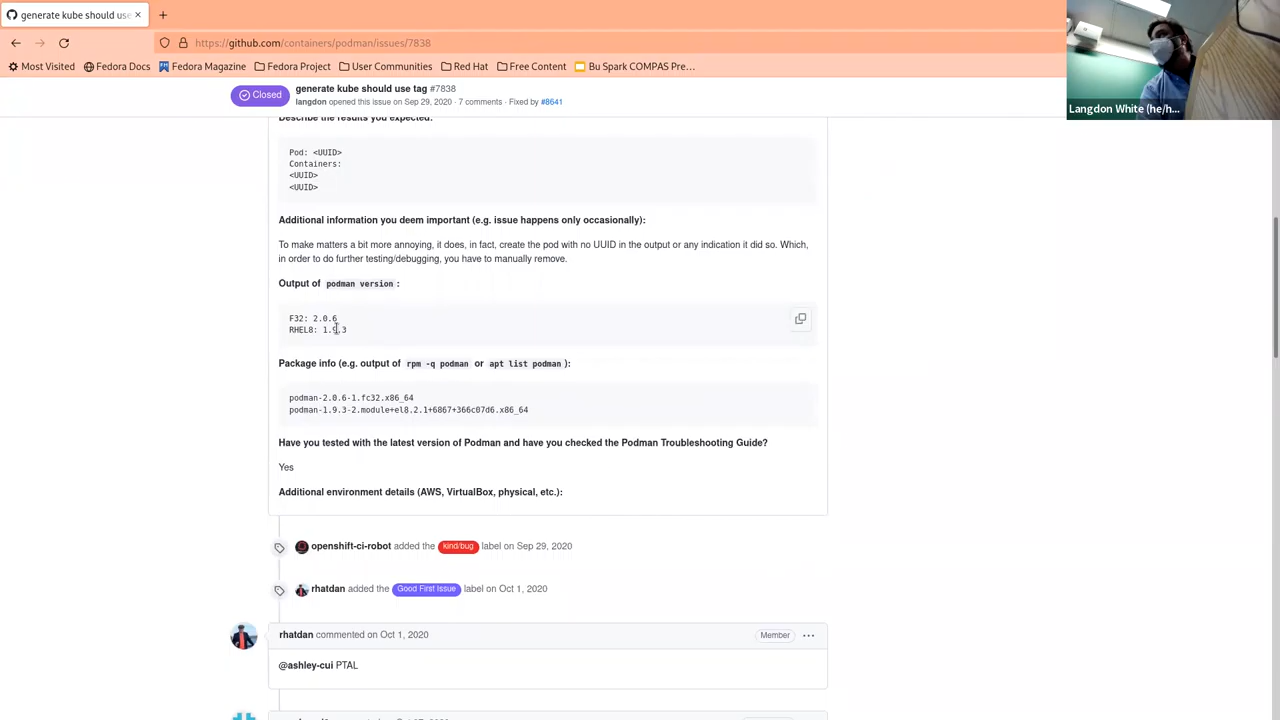 generate kube should use
https://github.com/containers/podman/issues/7838
Most Visited
Fedora Docs
Fedora Magazine
Fedora Project
User Communities
Red Hat
Free Content
Bu Spark COMPAS Pre…
Langdon White (he/h...
Closed
generate kube should use tag #7838
langdon opened this issue on Sep 29, 2020 · 7 comments · Fixed by #8641
Describe the results you expected:
Pod: <UUID>
Containers:
<UUID>
<UUID>
Additional information you deem important (e.g. issue happens only occasionally):
To make matters a bit more annoying, it does, in fact, create the pod with no UUID in the output or any indication it did so. Which,
in order to do further testing/debugging, you have to manually remove.
Output of podman version:
F32: 2.0.6
RHEL8: 1.9.3
Package info (e.g. output of rpm -q podman or apt list podman):
podman-2.0.6-1.fc32.x86_64
podman-1.9.3-2.module+el8.2.1+6867+366c07d6.x86_64
Have you tested with the latest version of Podman and have you checked the Podman Troubleshooting Guide?
Yes
Additional environment details (AWS, VirtualBox, physical, etc.):
openshift-ci-robot added the kind/bug label on Sep 29, 2020
rhatdan added the Good First Issue label on Oct 1, 2020
rhatdan commented on Oct 1, 2020
Member
@ashley-cui PTAL